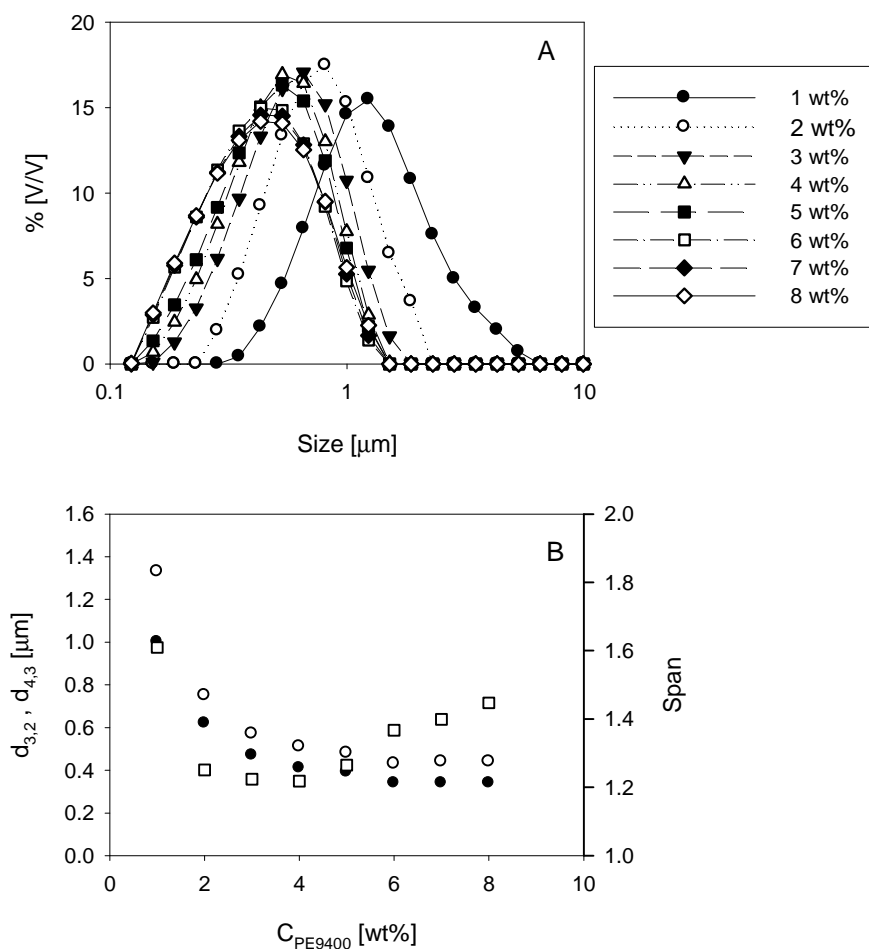 A
20
15
10
5
0
% [V/V]
0.1 1 10
Size [μm]
1 wt%
2 wt%
3 wt%
4 wt%
5 wt%
6 wt%
7 wt%
8 wt%
B
1.6
1.4
1.2
1.0
0.8
0.6
0.4
0.2
0.0
d3,2 , d4,3 [μm]
2.0
1.8
1.6
1.4
1.2
1.0
Span
0 2 4 6 8 10
CPE9400 [wt%]